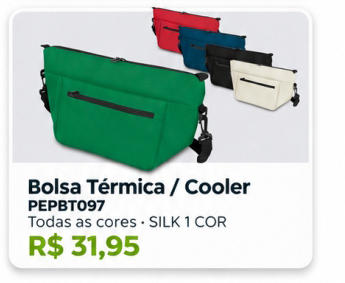 Bolsa Térmica / Cooler
PEPBT097
Todas as cores • SILK 1 COR
R$ 31,95